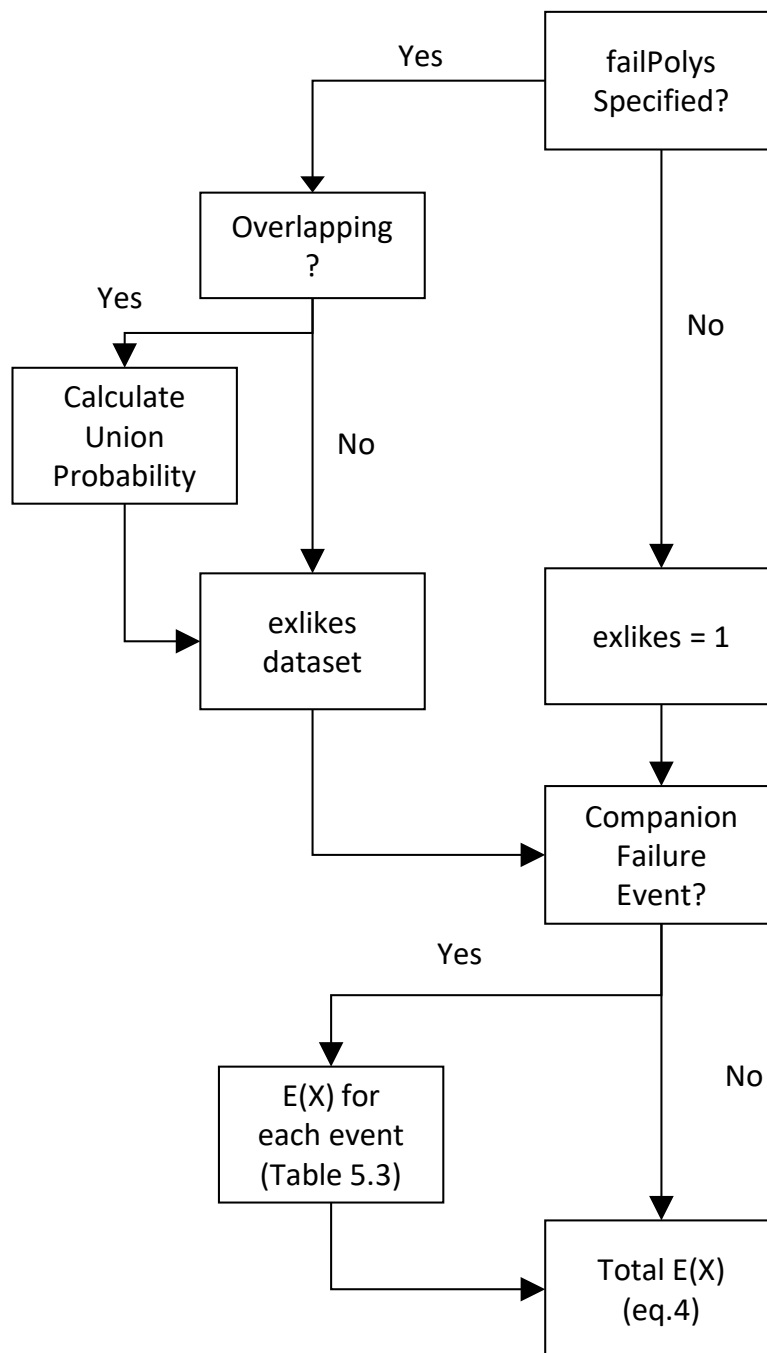 Yes
failPolys
Specified?
Overlapping
?
Yes
No
No
Calculate
Union
Probability
exlikes
dataset
exlikes = 1
Companion
Failure
Event?
Yes
No
E(X) for
each event
(Table 5.3)
Total E(X)
(eq.4)